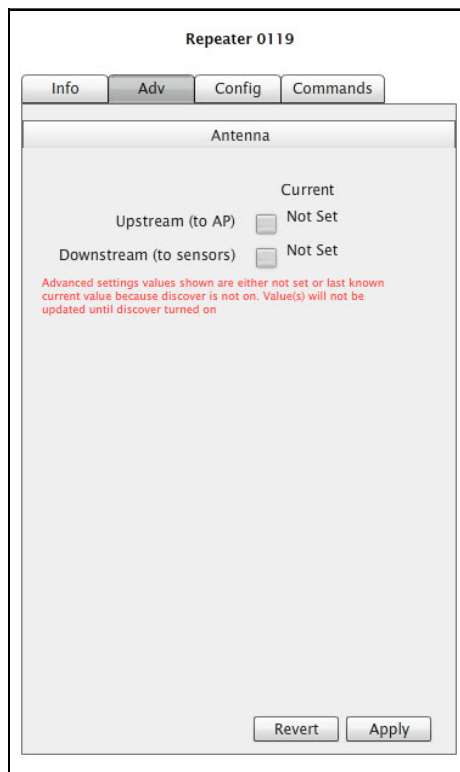 Repeater 0119
Info Adv Config Commands
Antenna
Current
Upstream (to AP) Not Set
Downstream (to sensors) Not Set
Advanced settings values shown are either not set or last known
current value because discover is not on. Value(s) will not be
updated until discover turned on
Revert Apply